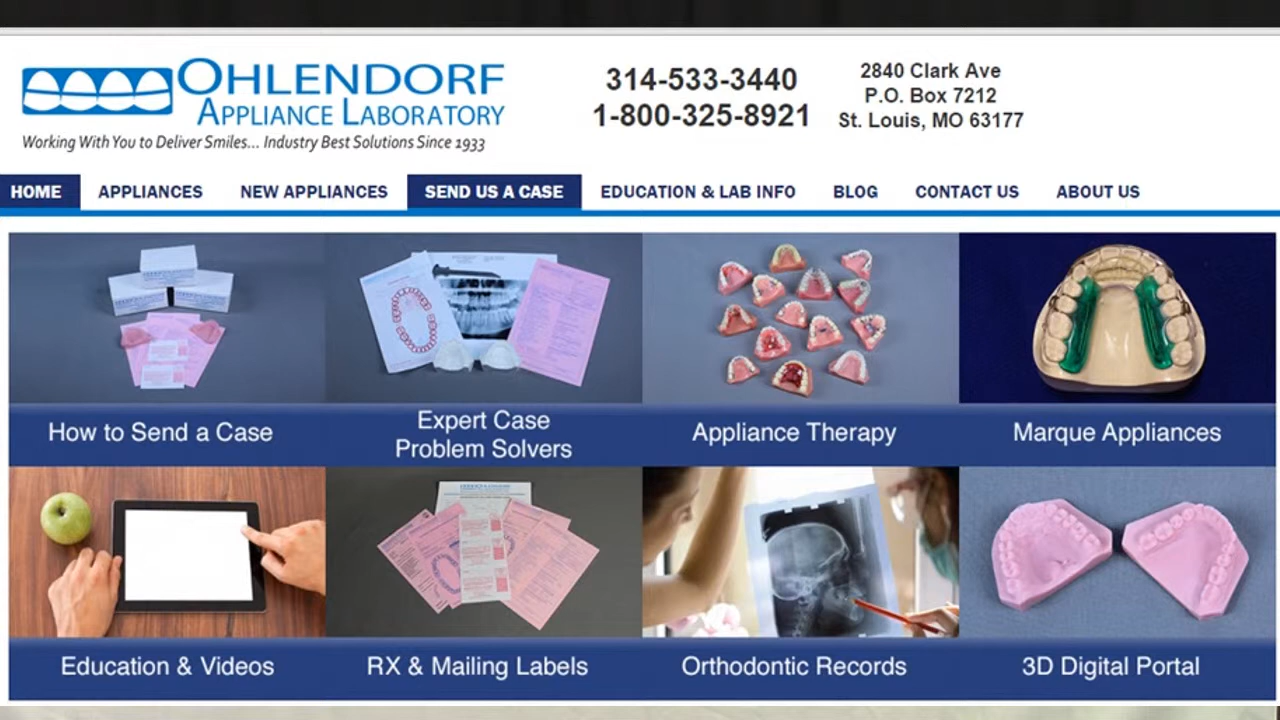 OHLENDORF
APPLIANCE LABORATORY
Working With You to Deliver Smiles... Industry Best Solutions Since 1933
314-533-3440
1-800-325-8921
2840 Clark Ave
P.O. Box 7212
St. Louis, MO 63177
HOME APPLIANCES NEW APPLIANCES SEND US A CASE EDUCATION & LAB INFO BLOG CONTACT US ABOUT US
How to Send a Case
Expert Case
Problem Solvers
Appliance Therapy
Marque Appliances
Education & Videos
RX & Mailing Labels
Orthodontic Records
3D Digital Portal